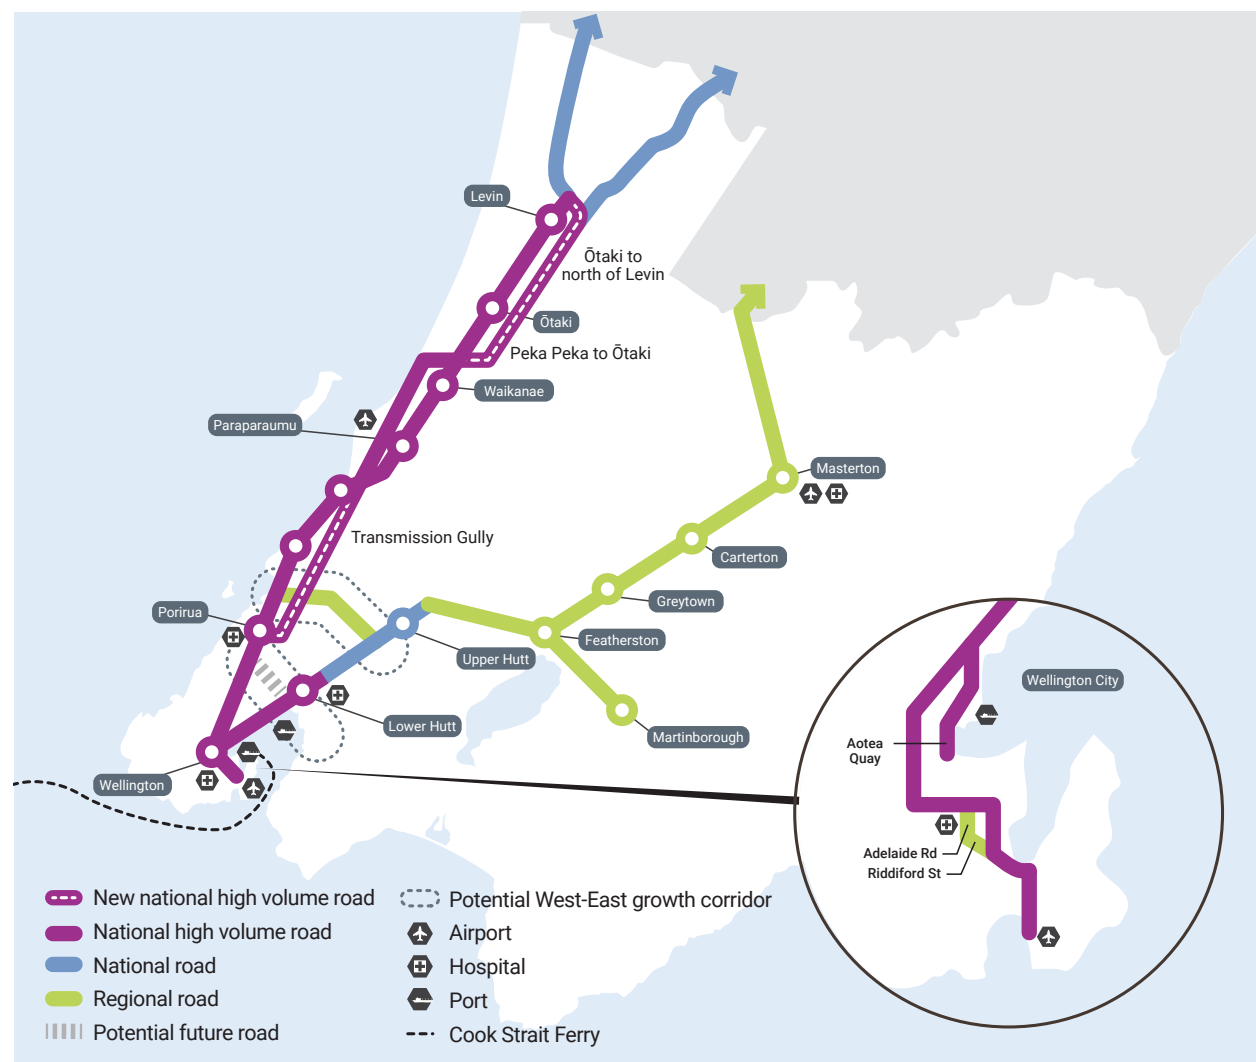 Levin
Ōtaki to
north of Levin
Ōtaki
Peka Peka to Ōtaki
Waikanae
Paraparaumu
Masterton
Transmission Gully
Carterton
Greytown
Porirua
Featherston
Upper Hutt
Wellington City
Lower Hutt
Martinborough
Aotea
Quay
Wellington
Adelaide Rd
Riddiford St
New national high volume road
National high volume road
National road
Regional road
Potential future road
Potential West-East growth corridor
Airport
Hospital
Port
Cook Strait Ferry